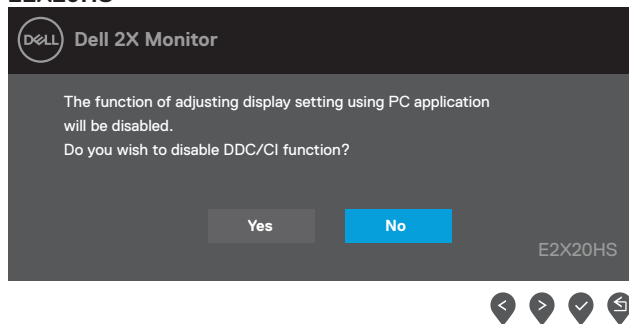 E2X20HS
DELL Dell 2X Monitor
The function of adjusting display setting using PC application
will be disabled.
Do you wish to disable DDC/CI function?
Yes No
E2X20HS